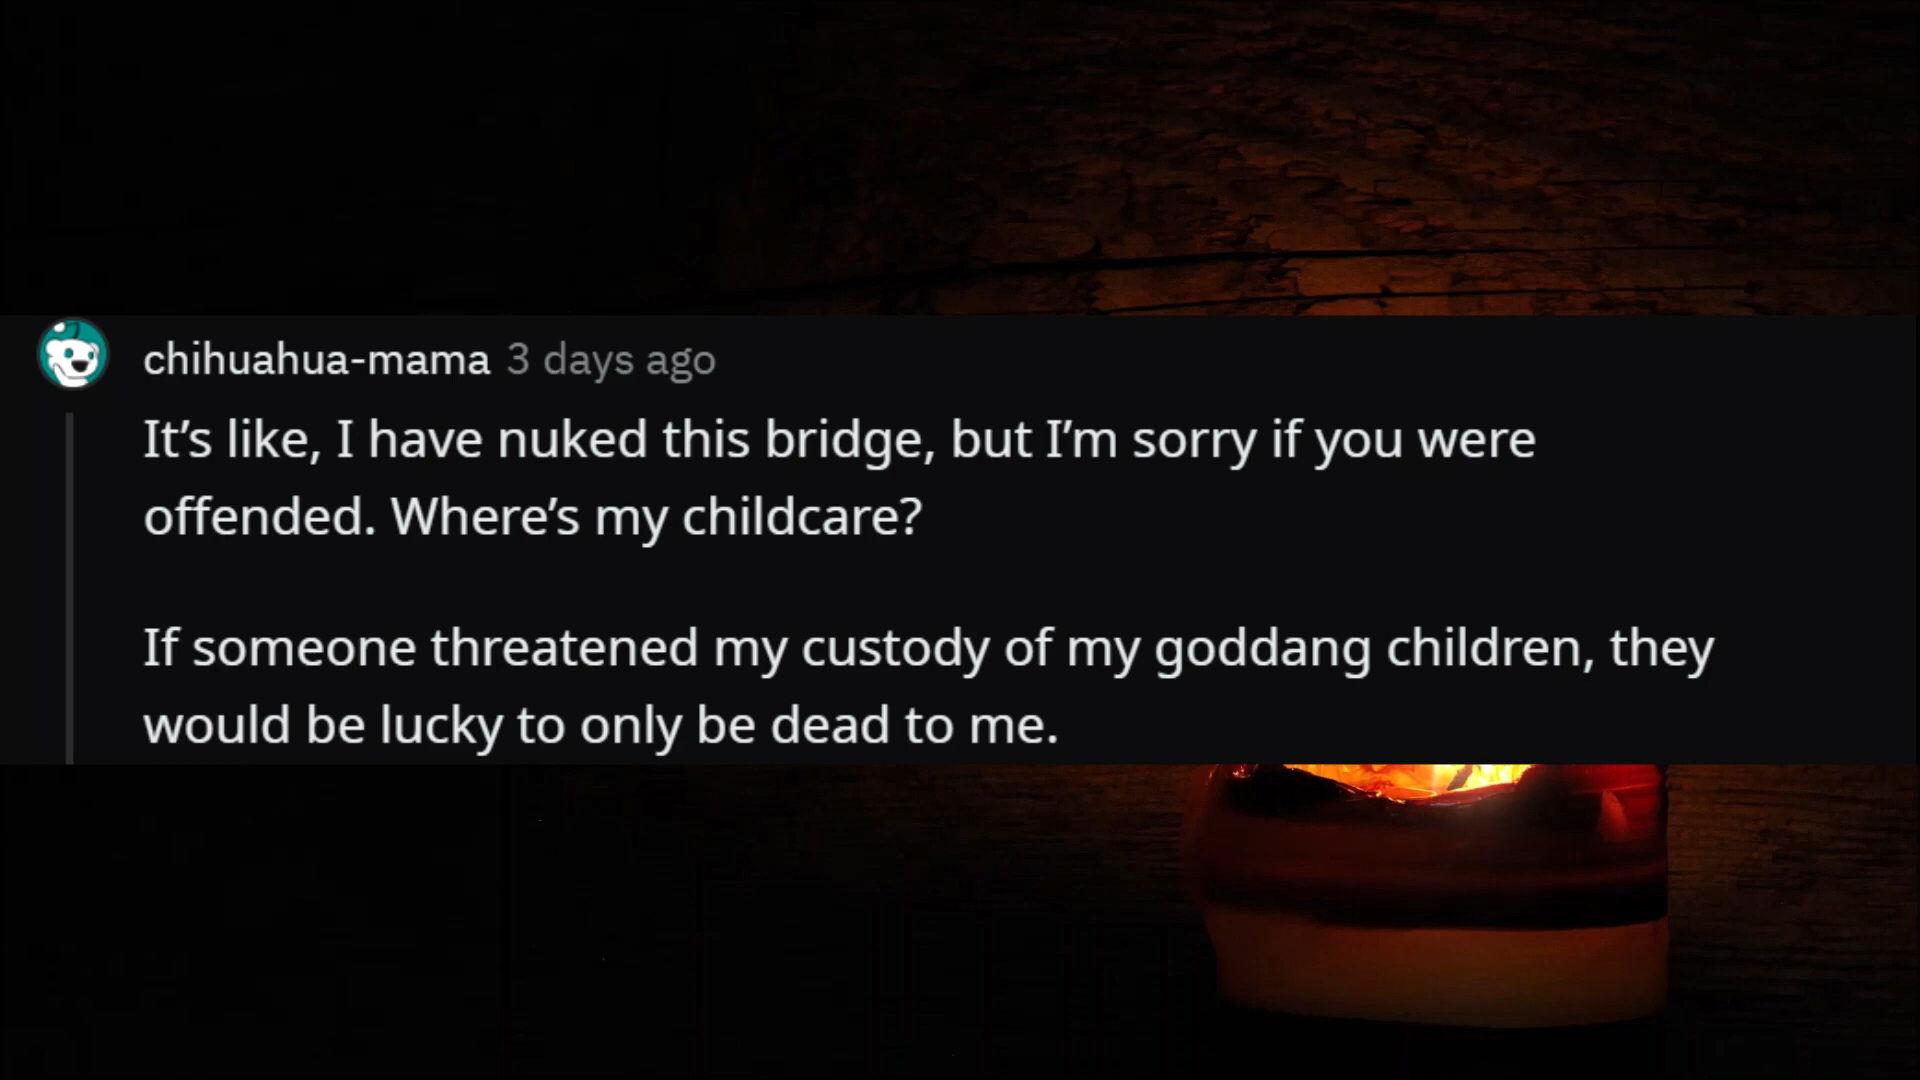 chihuahua-mama 3 days ago
It’s like, I have nuked this bridge, but I’m sorry if you were
offended. Where’s my childcare?
If someone threatened my custody of my goddang children, they
would be lucky to only be dead to me.